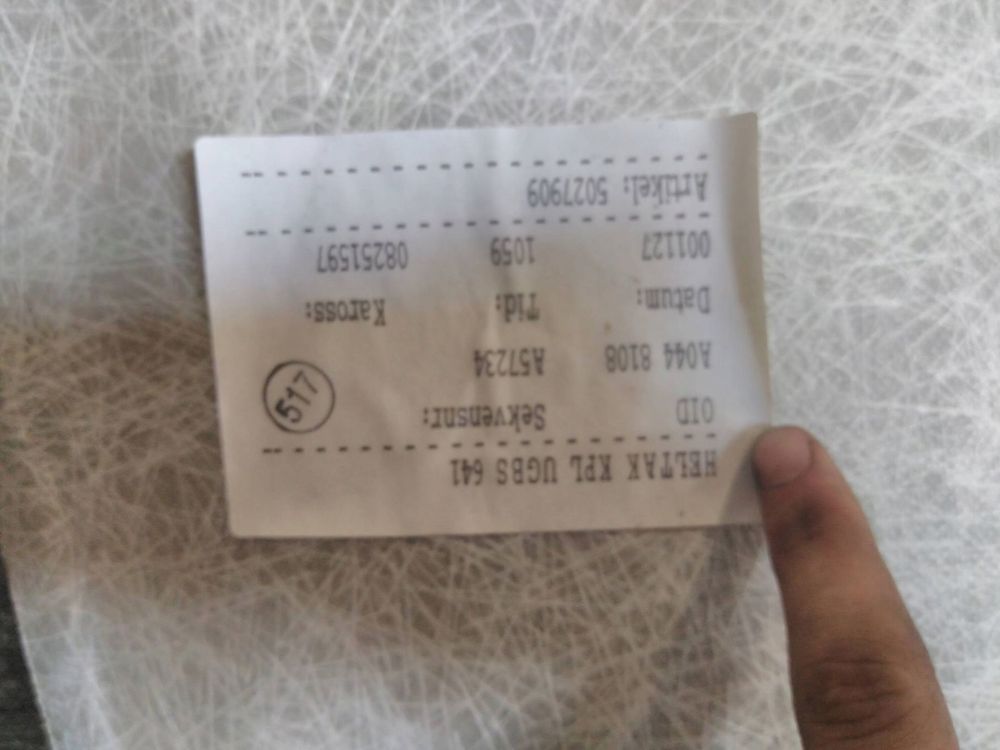 HELTAK KPL UGBS 641
OID Sekvensnr:
A044 8108 A57234
517
Datum: Tid: Kaross:
001127 1059 08251597
Artikel: 5027909